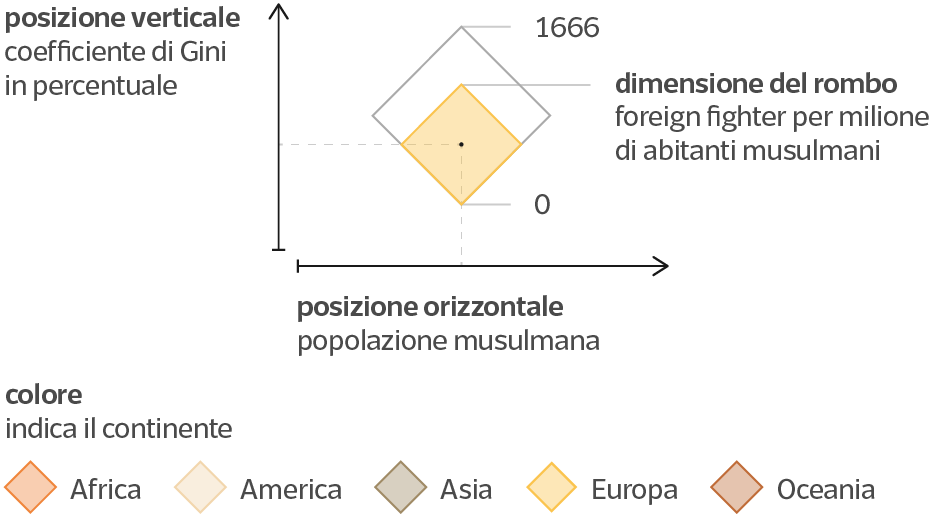 posizione verticale
coefficiente di Gini
in percentuale
1666
dimensione del rombo
foreign fighter per milione
di abitanti musulmani
0
posizione orizzontale
popolazione musulmana
colore
indica il continente
Africa
America
Asia
Europa
Oceania